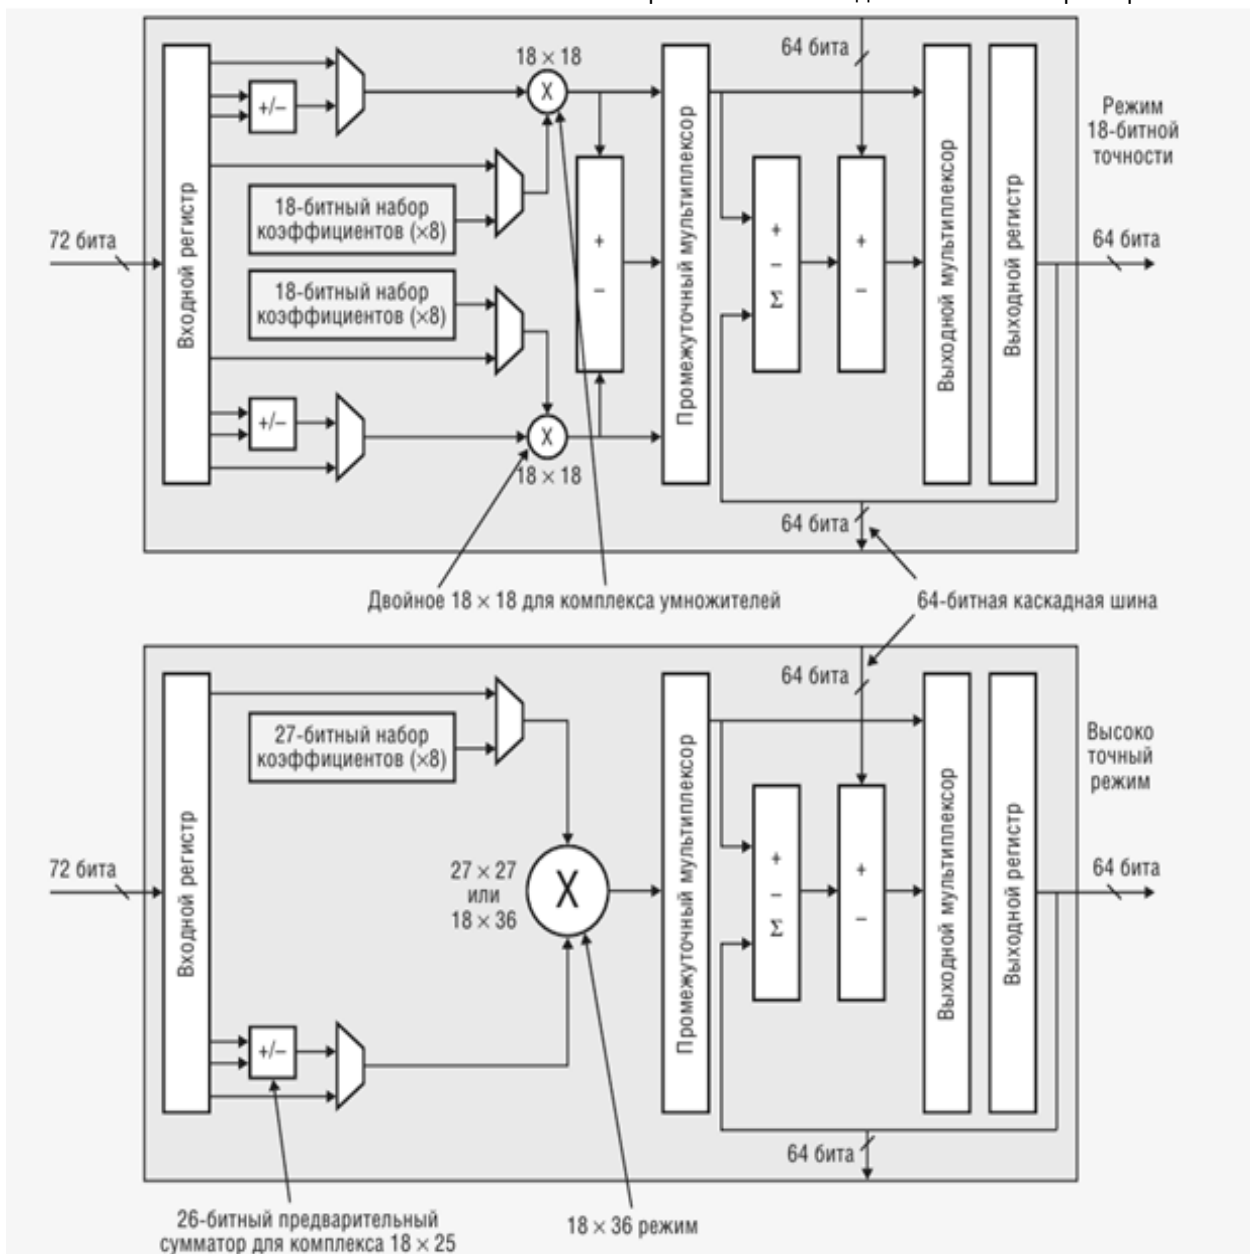 64 бита
18 × 18
X
+/–
Режим
18-битной
точности
Входной регистр
18-битный набор
коэффициентов (×8)
72 бита
+
–
Промежуточный мультиплексор
+
–
Σ
+
–
Выходной мультиплексор
Выходной регистр
64 бита
18-битный набор
коэффициентов (×8)
+/–
X
18 × 18
64 бита
Двойное 18 × 18 для комплекса умножителей
64-битная каскадная шина
64 бита
27-битный набор
коэффициентов (×8)
Высоко
точный
режим
72 бита
Входной регистр
27 × 27
или
18 × 36
X
Промежуточный мультиплексор
+
–
Σ
+
–
Выходной мультиплексор
Выходной регистр
64 бита
+/–
64 бита
26-битный предварительный
сумматор для комплекса 18 × 25
18 × 36 режим